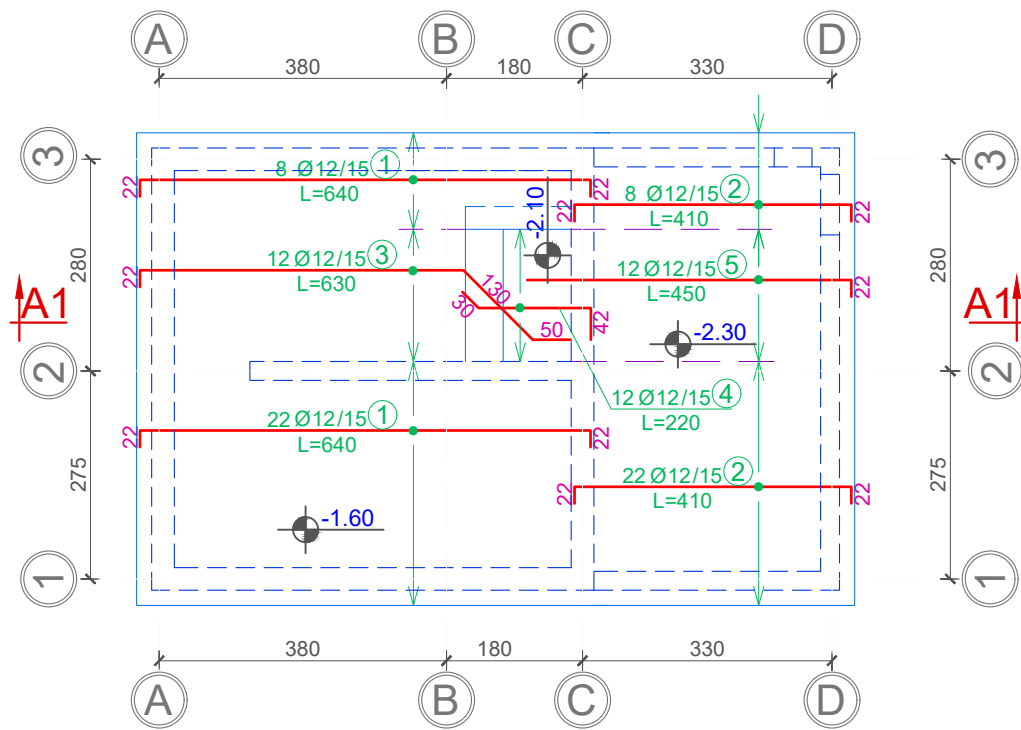 A B C D
380 180 330
3 3
8 Ø12/15 1
L=640
22 22
-2.10
8 Ø12/15 2
L=410
22 22
280 280
12 Ø12/15 3
L=630
22
130
30
50
42
12 Ø12/15 5
L=450
22
A1 A1
-2.30
2 2
12 Ø12/15 4
L=220
22 Ø12/15 1
L=640
22 22
275 275
22 Ø12/15 2
L=410
22 22
-1.60
1 1
380 180 330
A B C D